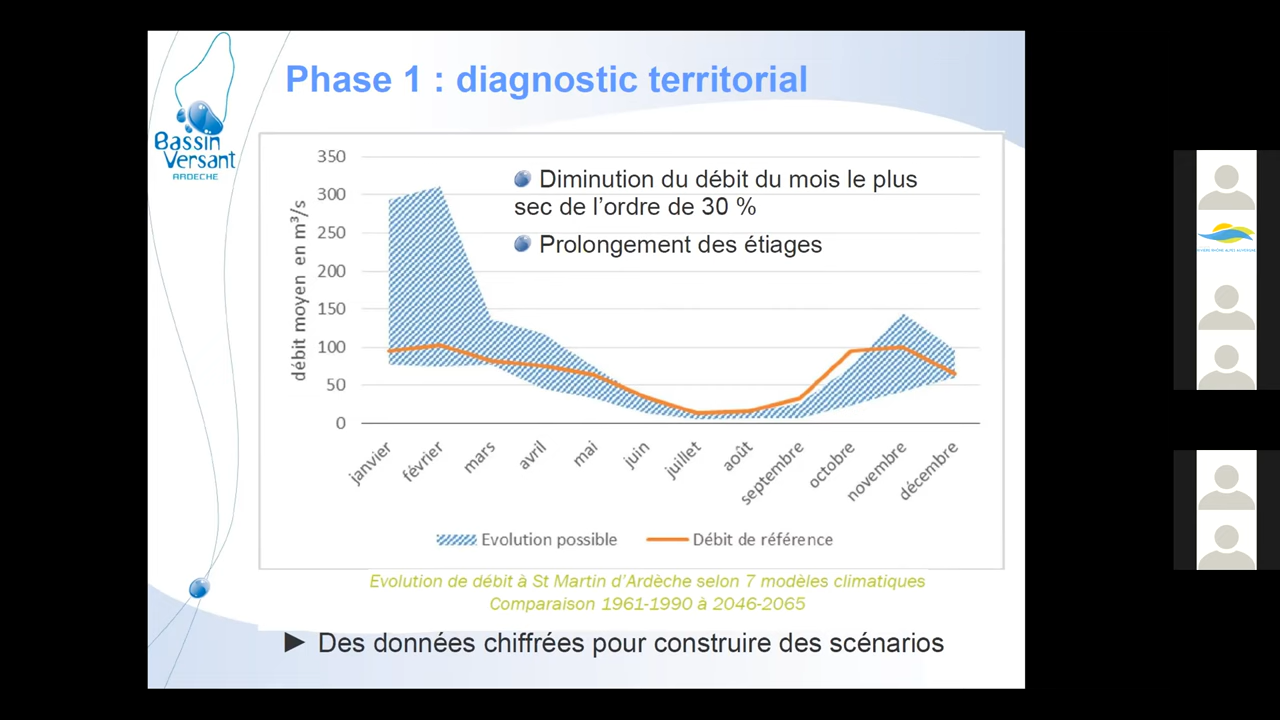 Phase 1 : diagnostic territorial
Bassin
Versant
ARDECHE
350
300
250
200
150
100
50
0
débit moyen en m³/s
Diminution du débit du mois le plus
sec de l’ordre de 30 %
Prolongement des étiages
janvier
février
mars
avril
mai
juin
juillet
août
septembre
octobre
novembre
décembre
Evolution possible
Débit de référence
Evolution de débit à St Martin d’Ardèche selon 7 modèles climatiques
Comparaison 1961-1990 à 2046-2065
► Des données chiffrées pour construire des scénarios